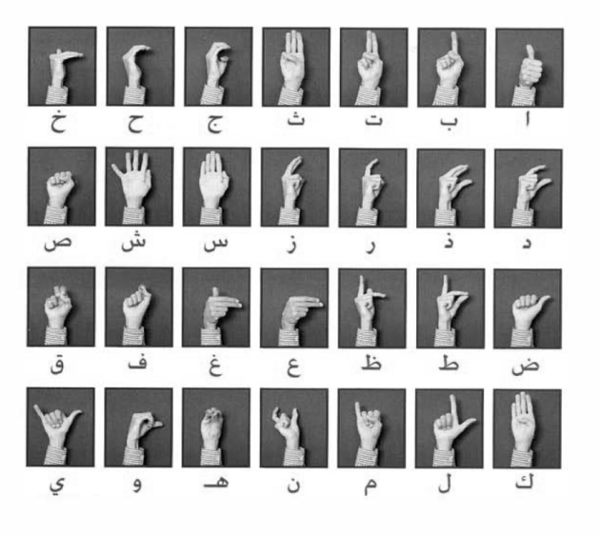 ا ب ت ث ج ح خ
د ذ ر ز س ش ص
ض ط ظ ع غ ف ق
ك ل م ن هـ و ي